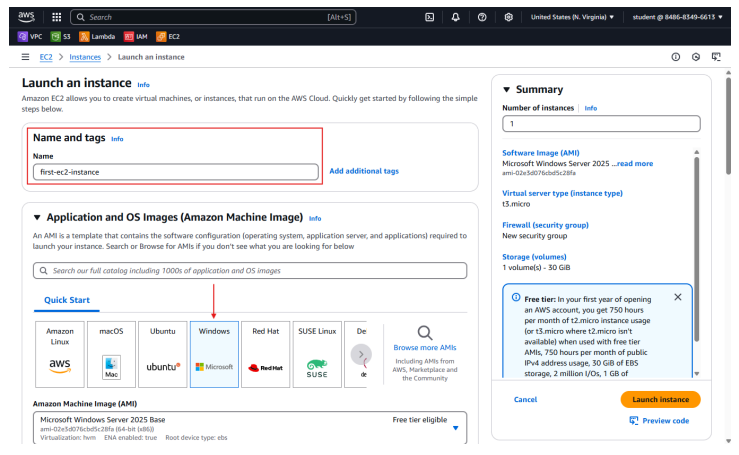 aws
Search
[Alt+S]
United States (N. Virginia) ▼
student @ 8486-8349-6613 ▼
VPC S3 Lambda IAM EC2
EC2 > Instances > Launch an instance
Launch an instance Info
Amazon EC2 allows you to create virtual machines, or instances, that run on the AWS Cloud. Quickly get started by following the simple
steps below.
Name and tags Info
Name
first-ec2-instance
Add additional tags
▼ Application and OS Images (Amazon Machine Image) Info
An AMI is a template that contains the software configuration (operating system, application server, and applications) required to
launch your instance. Search or Browse for AMIs if you don't see what you are looking for below
Search our full catalog including 1000s of application and OS images
Quick Start
Amazon
Linux
aws
macOS
Mac
Ubuntu
ubuntu®
Windows
Microsoft
Red Hat
Red Hat
SUSE Linux
SUSE
De
de
Browse more AMIs
Including AMIs from
AWS, Marketplace and
the Community
Amazon Machine Image (AMI)
Microsoft Windows Server 2025 Base
Free tier eligible
ami-02e3d076cbd5c28fa (64-bit (x86))
Virtualization: hvm ENA enabled: true Root device type: ebs
▼ Summary
Number of instances Info
1
Software Image (AMI)
Microsoft Windows Server 2025 ...read more
ami-02e3d076cbd5c28fa
Virtual server type (instance type)
t3.micro
Firewall (security group)
New security group
Storage (volumes)
1 volume(s) - 30 GiB
Free tier: In your first year of opening
an AWS account, you get 750 hours
per month of t2.micro instance usage
(or t3.micro where t2.micro isn't
available) when used with free tier
AMIs, 750 hours per month of public
IPv4 address usage, 30 GiB of EBS
storage, 2 million I/Os, 1 GB of
Cancel
Launch instance
Preview code